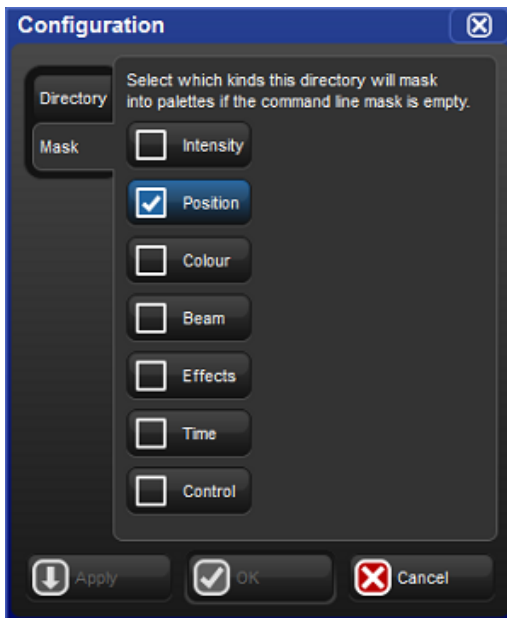 Configuration
Directory
Mask
Select which kinds this directory will mask
into palettes if the command line mask is empty.
Intensity
Position
Colour
Beam
Effects
Time
Control
Apply
OK
Cancel